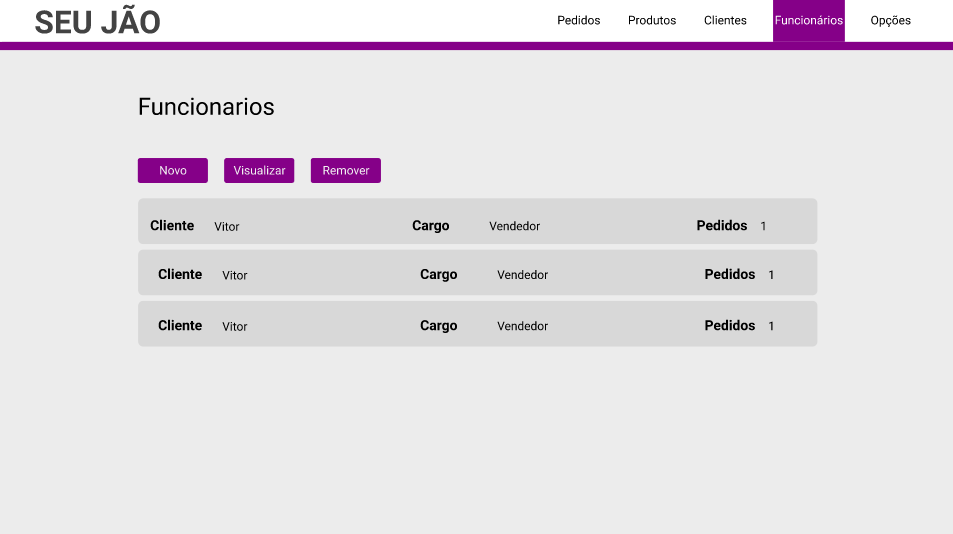 SEU JÃO Pedidos Produtos Clientes Funcionários Opções
Funcionarios
Novo Visualizar Remover
Cliente Vitor Cargo Vendedor Pedidos 1
Cliente Vitor Cargo Vendedor Pedidos 1
Cliente Vitor Cargo Vendedor Pedidos 1